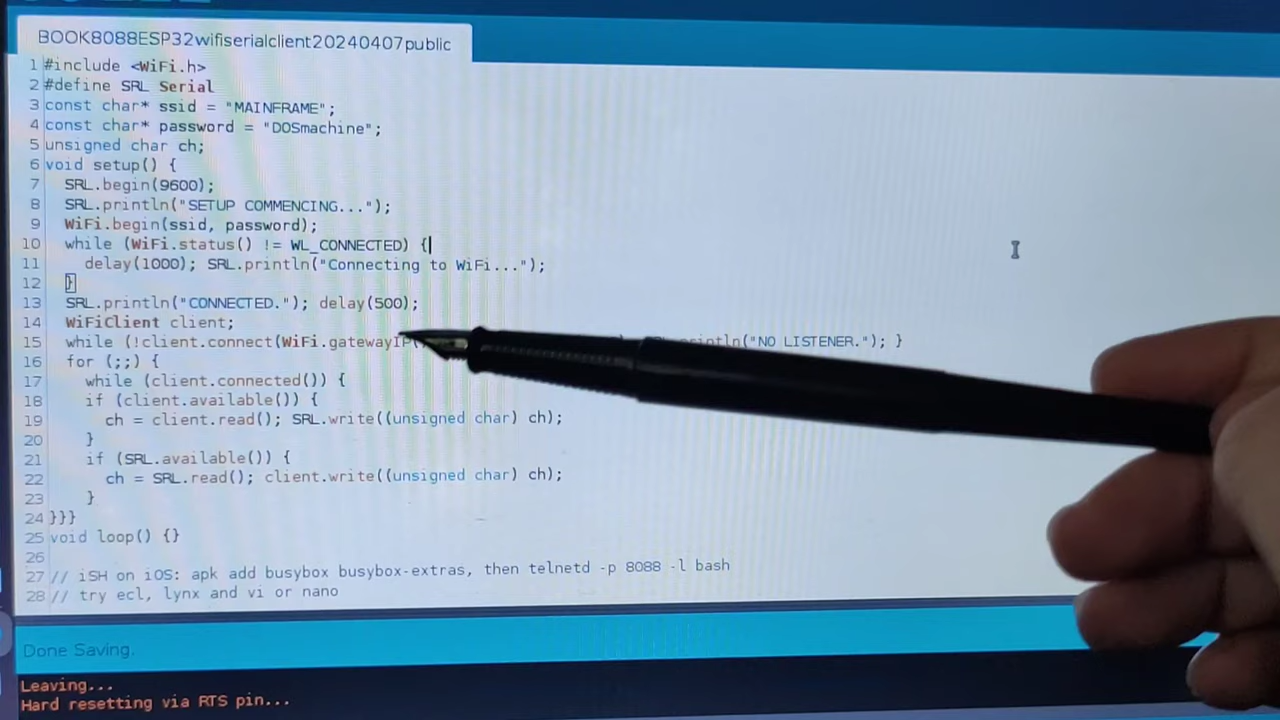 BOOK8088ESP32wifiserialclient20240407public
1 #include <WiFi.h>
2 #define SRL Serial
3 const char* ssid = "MAINFRAME";
4 const char* password = "DOSmachine";
5 unsigned char ch;
6 void setup() {
7 SRL.begin(9600);
8 SRL.println("SETUP COMMENCING...");
9 WiFi.begin(ssid, password);
10 while (WiFi.status() != WL_CONNECTED) {
11 delay(1000); SRL.println("Connecting to WiFi...");
12 }
13 SRL.println("CONNECTED."); delay(500);
14 WiFiClient client;
15 while (!client.connect(WiFi.gatewayIP( println("NO LISTENER."); }
16 for (;;) {
17 while (client.connected()) {
18 if (client.available()) {
19 ch = client.read(); SRL.write((unsigned char) ch);
20 }
21 if (SRL.available()) {
22 ch = SRL.read(); client.write((unsigned char) ch);
23 }
24 }}}
25 void loop() {}
26
27 // iSH on iOS: apk add busybox busybox-extras, then telnetd -p 8088 -l bash
28 // try ecl, lynx and vi or nano
Done Saving.
Leaving...
Hard resetting via RTS pin...